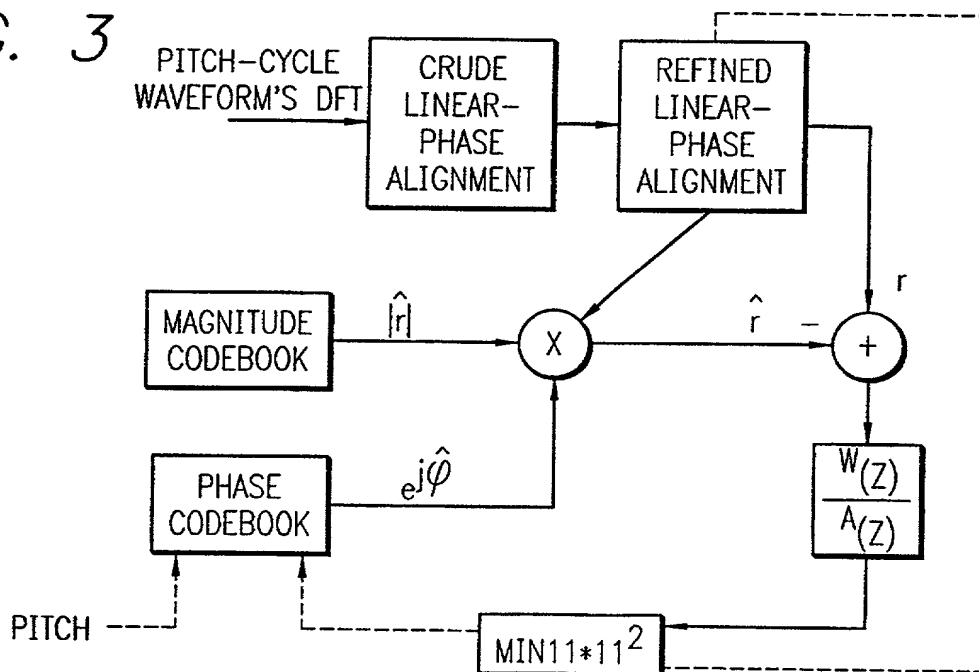 G. 3
PITCH-CYCLE
WAVEFORM'S DFT
CRUDE
LINEAR-
PHASE
ALIGNMENT
REFINED
LINEAR-
PHASE
ALIGNMENT
MAGNITUDE
CODEBOOK
|r̂|
X
r̂
−
r
+
PHASE
CODEBOOK
e^jφ̂
W(Z)
A(Z)
PITCH
MIN11*11²